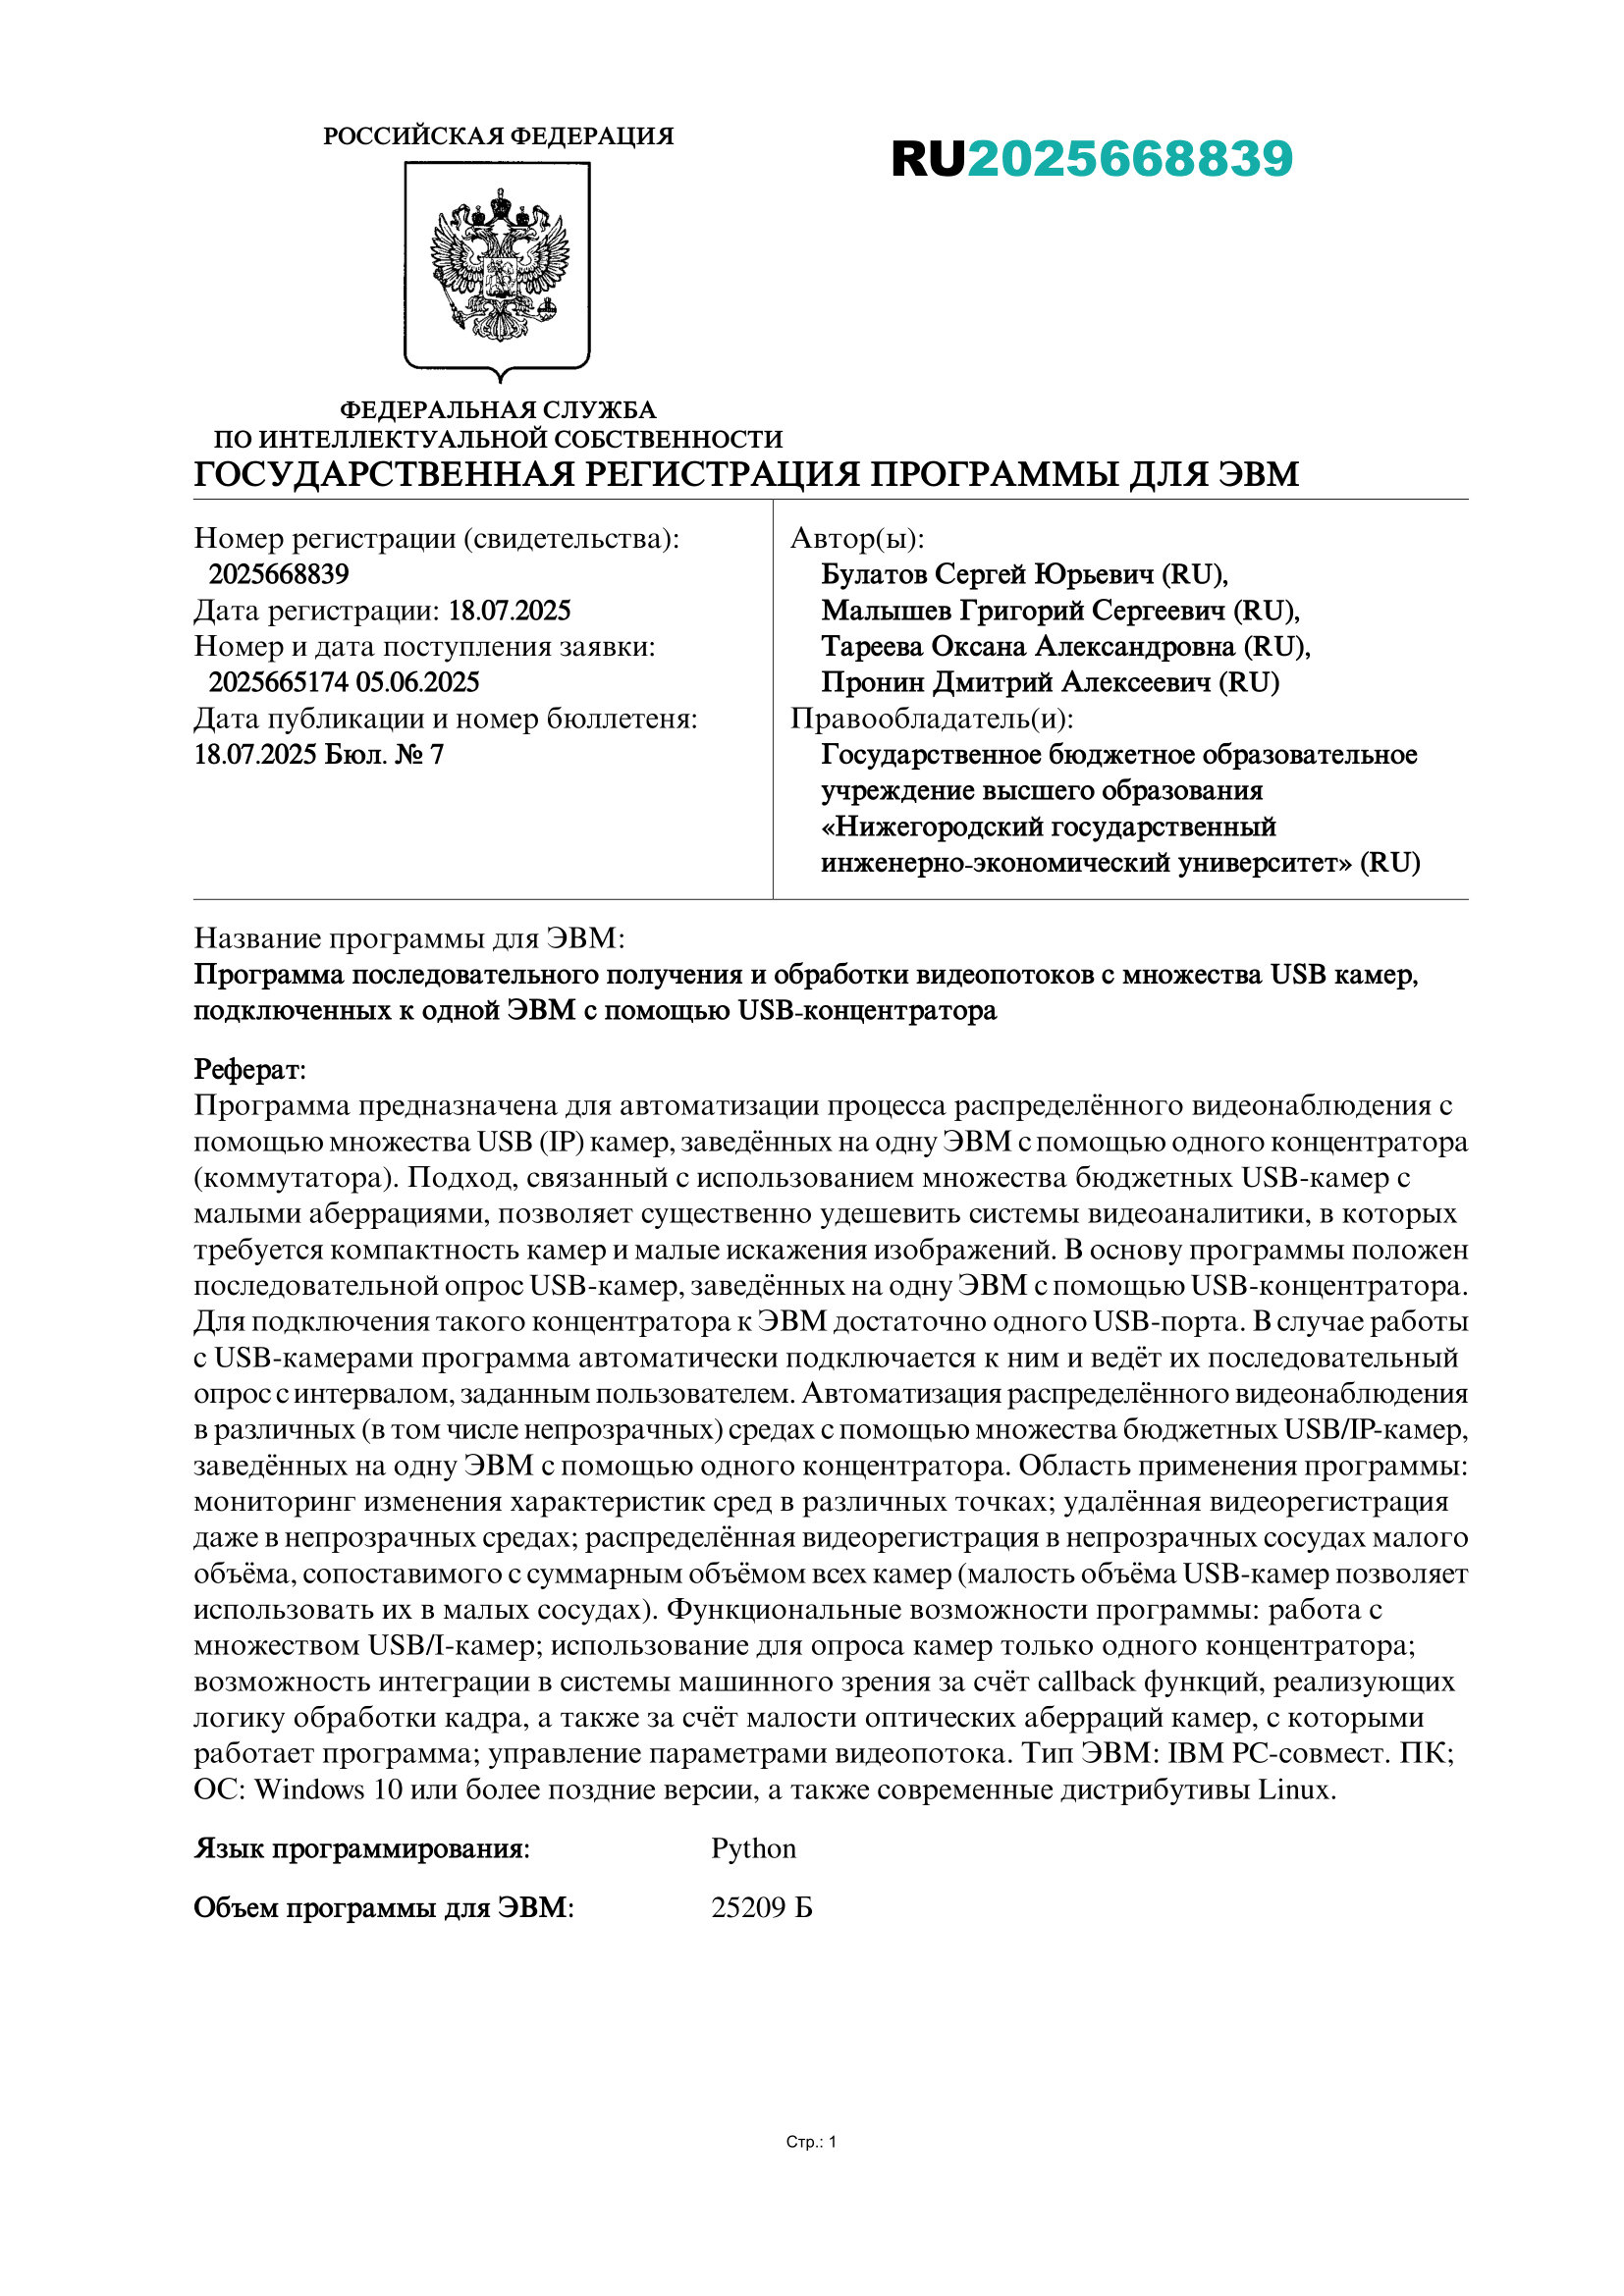 РОССИЙСКАЯ ФЕДЕРАЦИЯ
RU2025668839
ФЕДЕРАЛЬНАЯ СЛУЖБА
ПО ИНТЕЛЛЕКТУАЛЬНОЙ СОБСТВЕННОСТИ
ГОСУДАРСТВЕННАЯ РЕГИСТРАЦИЯ ПРОГРАММЫ ДЛЯ ЭВМ
Номер регистрации (свидетельства):
2025668839
Дата регистрации: 18.07.2025
Номер и дата поступления заявки:
2025665174 05.06.2025
Дата публикации и номер бюллетеня:
18.07.2025 Бюл. № 7
Автор(ы):
Булатов Сергей Юрьевич (RU),
Малышев Григорий Сергеевич (RU),
Тареева Оксана Александровна (RU),
Пронин Дмитрий Алексеевич (RU)
Правообладатель(и):
Государственное бюджетное образовательное
учреждение высшего образования
«Нижегородский государственный
инженерно-экономический университет» (RU)
Название программы для ЭВМ:
Программа последовательного получения и обработки видеопотоков с множества USB камер,
подключенных к одной ЭВМ с помощью USB-концентратора
Реферат:
Программа предназначена для автоматизации процесса распределённого видеонаблюдения с
помощью множества USB (IP) камер, заведённых на одну ЭВМ с помощью одного концентратора
(коммутатора). Подход, связанный с использованием множества бюджетных USB-камер с
малыми аберрациями, позволяет существенно удешевить системы видеоаналитики, в которых
требуется компактность камер и малые искажения изображений. В основу программы положен
последовательной опрос USB-камер, заведённых на одну ЭВМ с помощью USB-концентратора.
Для подключения такого концентратора к ЭВМ достаточно одного USB-порта. В случае работы
с USB-камерами программа автоматически подключается к ним и ведёт их последовательный
опрос с интервалом, заданным пользователем. Автоматизация распределённого видеонаблюдения
в различных (в том числе непрозрачных) средах с помощью множества бюджетных USB/IP-камер,
заведённых на одну ЭВМ с помощью одного концентратора. Область применения программы:
мониторинг изменения характеристик сред в различных точках; удалённая видеорегистрация
даже в непрозрачных средах; распределённая видеорегистрация в непрозрачных сосудах малого
объёма, сопоставимого с суммарным объёмом всех камер (малость объёма USB-камер позволяет
использовать их в малых сосудах). Функциональные возможности программы: работа с
множеством USB/I-камер; использование для опроса камер только одного концентратора;
возможность интеграции в системы машинного зрения за счёт callback функций, реализующих
логику обработки кадра, а также за счёт малости оптических аберраций камер, с которыми
работает программа; управление параметрами видеопотока. Тип ЭВМ: IBM PC-совмест. ПК;
ОС: Windows 10 или более поздние версии, а также современные дистрибутивы Linux.
Язык программирования: Python
Объем программы для ЭВМ: 25209 Б
Стр.: 1